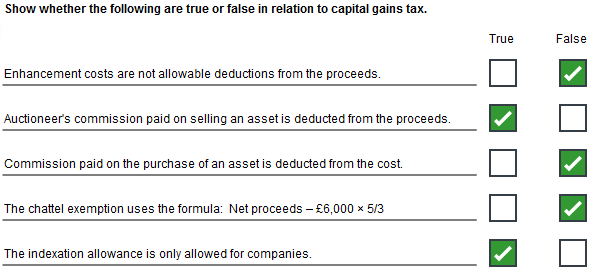 Show whether the following are true or false in relation to capital gains tax.
True False
Enhancement costs are not allowable deductions from the proceeds.
Auctioneer's commission paid on selling an asset is deducted from the proceeds.
Commission paid on the purchase of an asset is deducted from the cost.
The chattel exemption uses the formula: Net proceeds – £6,000 × 5/3
The indexation allowance is only allowed for companies.